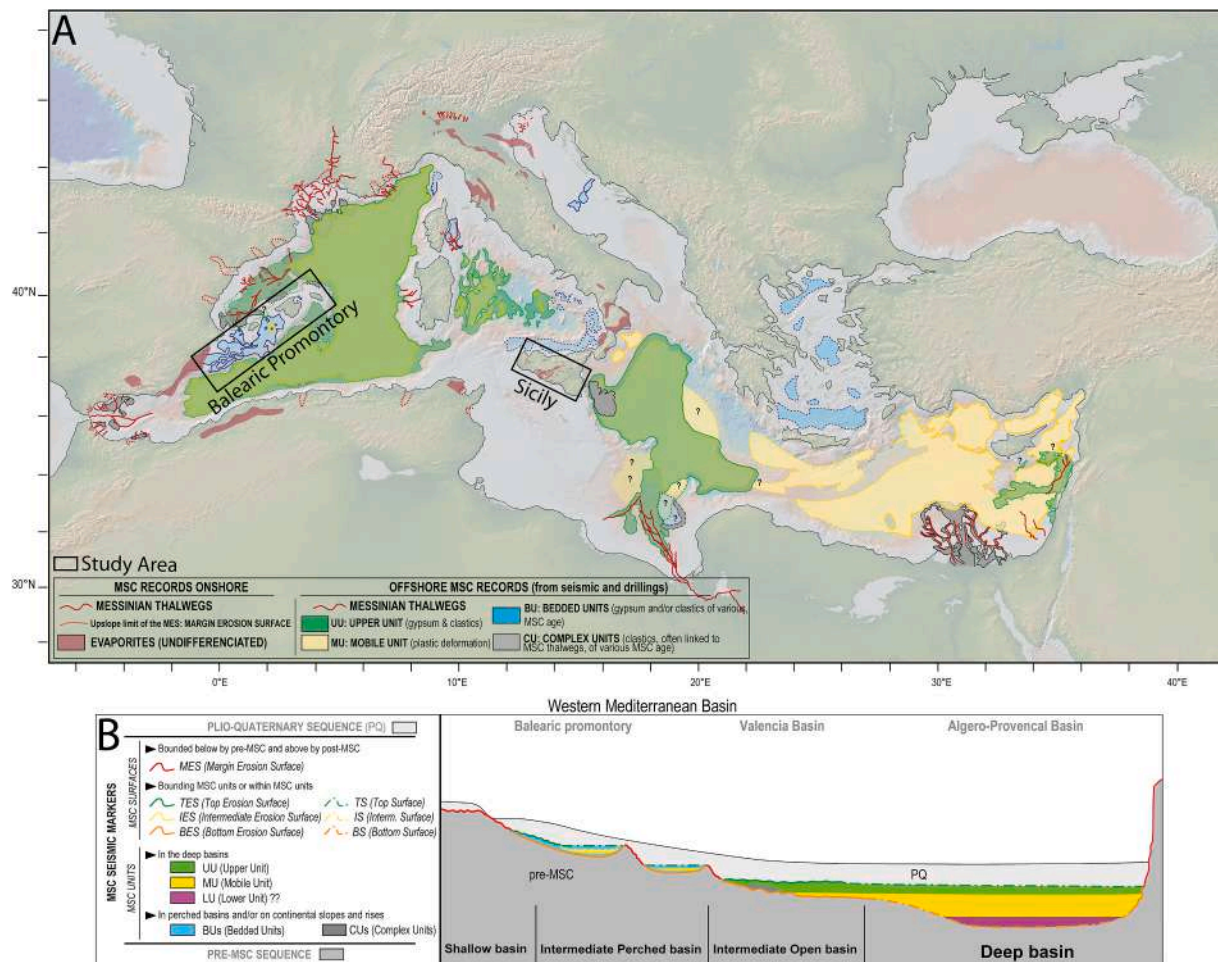 A
40°N
30°N
Balearic Promontory
Sicily
?
?
?
?
?
?
?
?
?
Study Area
MSC RECORDS ONSHORE
MESSINIAN THALWEGS
Upslope limit of the MES: MARGIN EROSION SURFACE
EVAPORITES (UNDIFFERENCIATED)
OFFSHORE MSC RECORDS (from seismic and drillings)
MESSINIAN THALWEGS
UU: UPPER UNIT (gypsum & clastics)
MU: MOBILE UNIT (plastic deformation)
BU: BEDDED UNITS (gypsum and/or clastics of various
MSC age)
CU: COMPLEX UNITS (clastics, often linked to
MSC thalwegs, of various MSC age)
0°E 10°E 20°E 30°E 40°E
Western Mediterranean Basin
B
PLIO-QUATERNARY SEQUENCE (PQ)
MSC SEISMIC MARKERS
MSC SURFACES
Bounded below by pre-MSC and above by post-MSC
MES (Margin Erosion Surface)
Bounding MSC units or within MSC units
TES (Top Erosion Surface) TS (Top Surface)
IES (Intermediate Erosion Surface) IS (Interm. Surface)
BES (Bottom Erosion Surface) BS (Bottom Surface)
MSC UNITS
In the deep basins
UU (Upper Unit)
MU (Mobile Unit)
LU (Lower Unit) ??
In perched basins and/or on continental slopes and rises
BUs (Bedded Units) CUs (Complex Units)
PRE-MSC SEQUENCE
Balearic promontory Valencia Basin Algero-Provencal Basin
pre-MSC PQ
Shallow basin Intermediate Perched basin Intermediate Open basin Deep basin